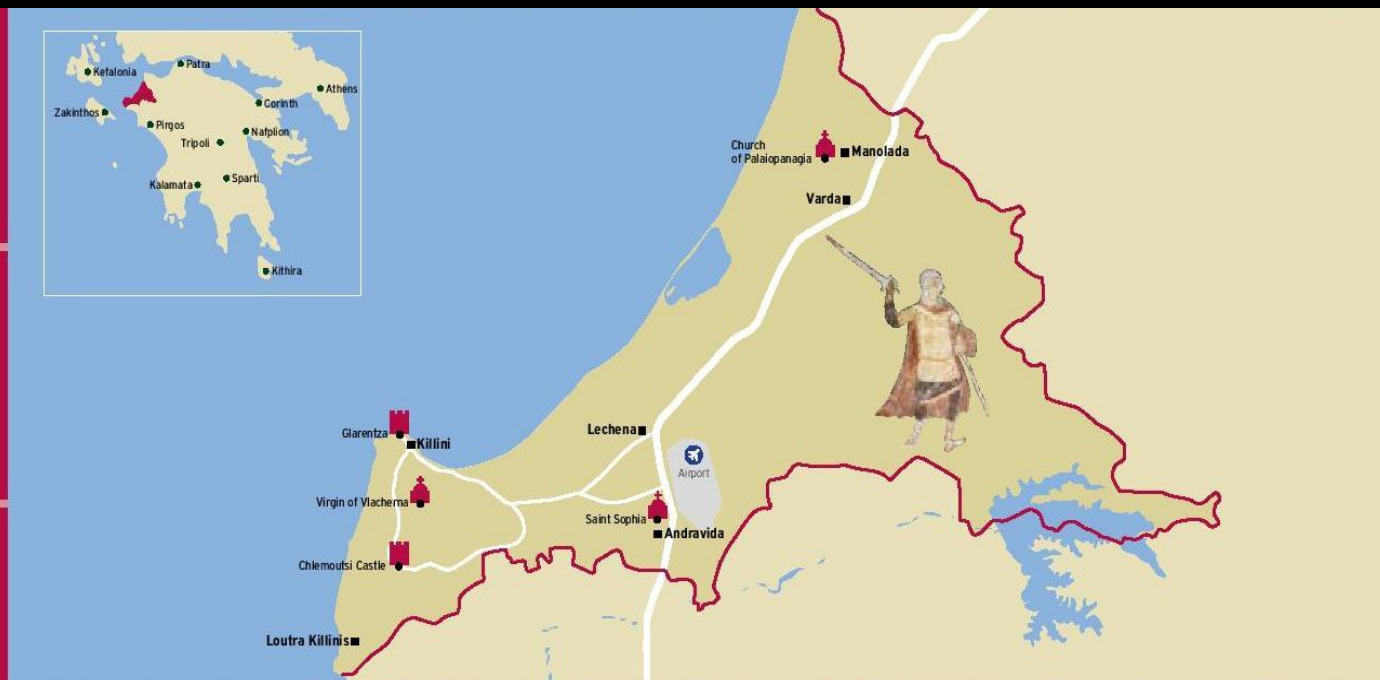 Kefalonia
Patra
Athens
Zakinthos
Corinth
Pirgos
Nafplion
Tripoli
Kalamata
Sparti
Kithira
Church
of Palaiopanagia
Manolada
Varda
Lechena
Glarentza
Killini
Airport
Virgin of Vlacherna
Saint Sophia
Andravida
Chlemoutsi Castle
Loutra Killinis